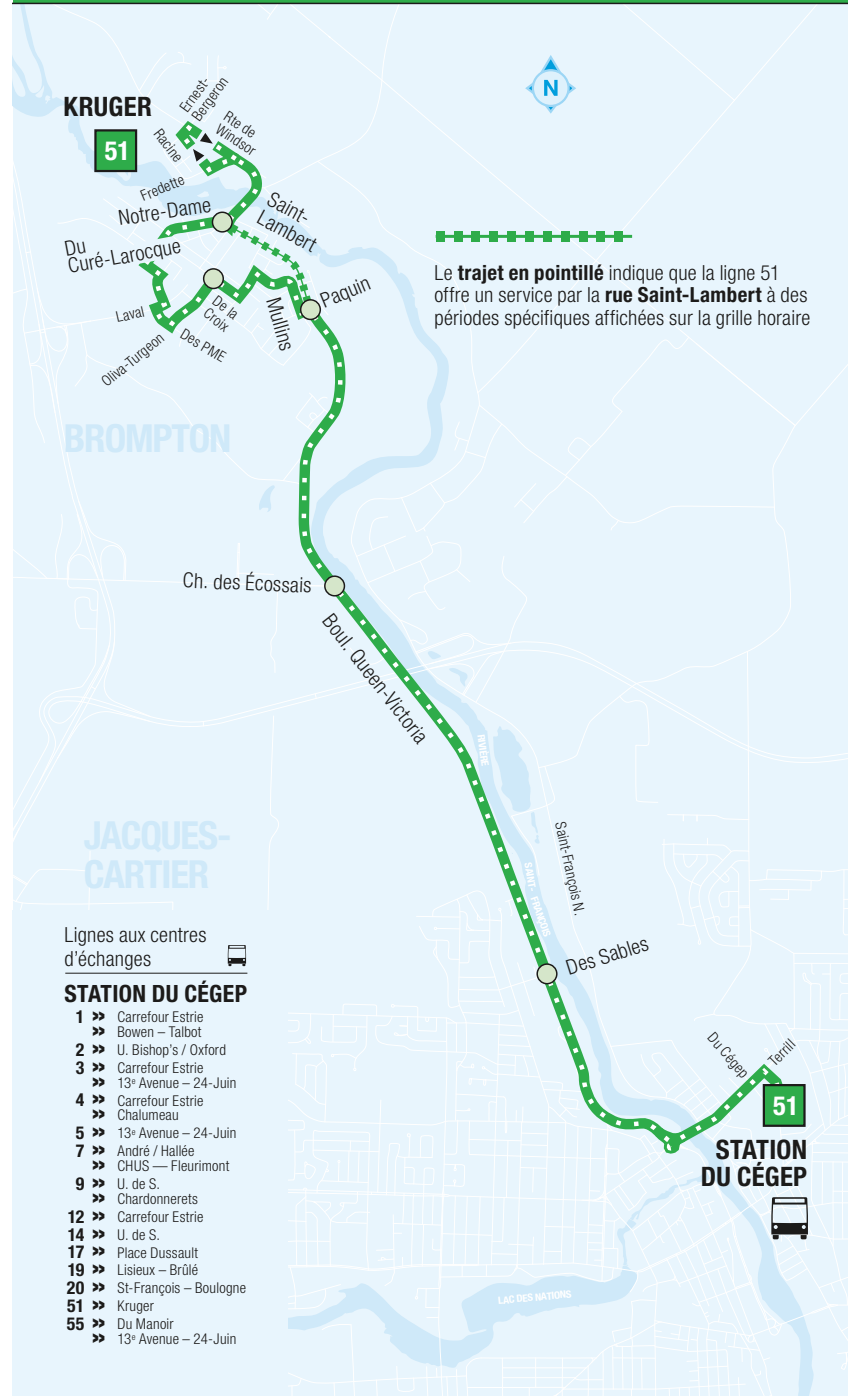 KRUGER
51
Ernest-
Bergeron
Rte de
Windsor
Racine
Fredette
N
Notre-Dame
Saint-
Lambert
Du
Curé-Larocque
Paquin
De la
Croix
Mullins
Laval
Des PME
Oliva-Turgeon
Le trajet en pointillé indique que la ligne 51
offre un service par la rue Saint-Lambert à des
périodes spécifiques affichées sur la grille horaire
BROMPTON
Ch. des Écossais
Boul. Queen-Victoria
RIVIÈRE
SAINT- FRANÇOIS
Saint-François N.
JACQUES-
CARTIER
Des Sables
Du Cégep
Terrill
51
STATION
DU CÉGEP
LAC DES NATIONS
Lignes aux centres
d'échanges
STATION DU CÉGEP
1 » Carrefour Estrie
» Bowen – Talbot
2 » U. Bishop's / Oxford
3 » Carrefour Estrie
» 13e Avenue – 24-Juin
4 » Carrefour Estrie
» Chalumeau
5 » 13e Avenue – 24-Juin
7 » André / Hallée
» CHUS — Fleurimont
9 » U. de S.
» Chardonnerets
12 » Carrefour Estrie
14 » U. de S.
17 » Place Dussault
19 » Lisieux – Brûlé
20 » St-François – Boulogne
51 » Kruger
55 » Du Manoir
» 13e Avenue – 24-Juin